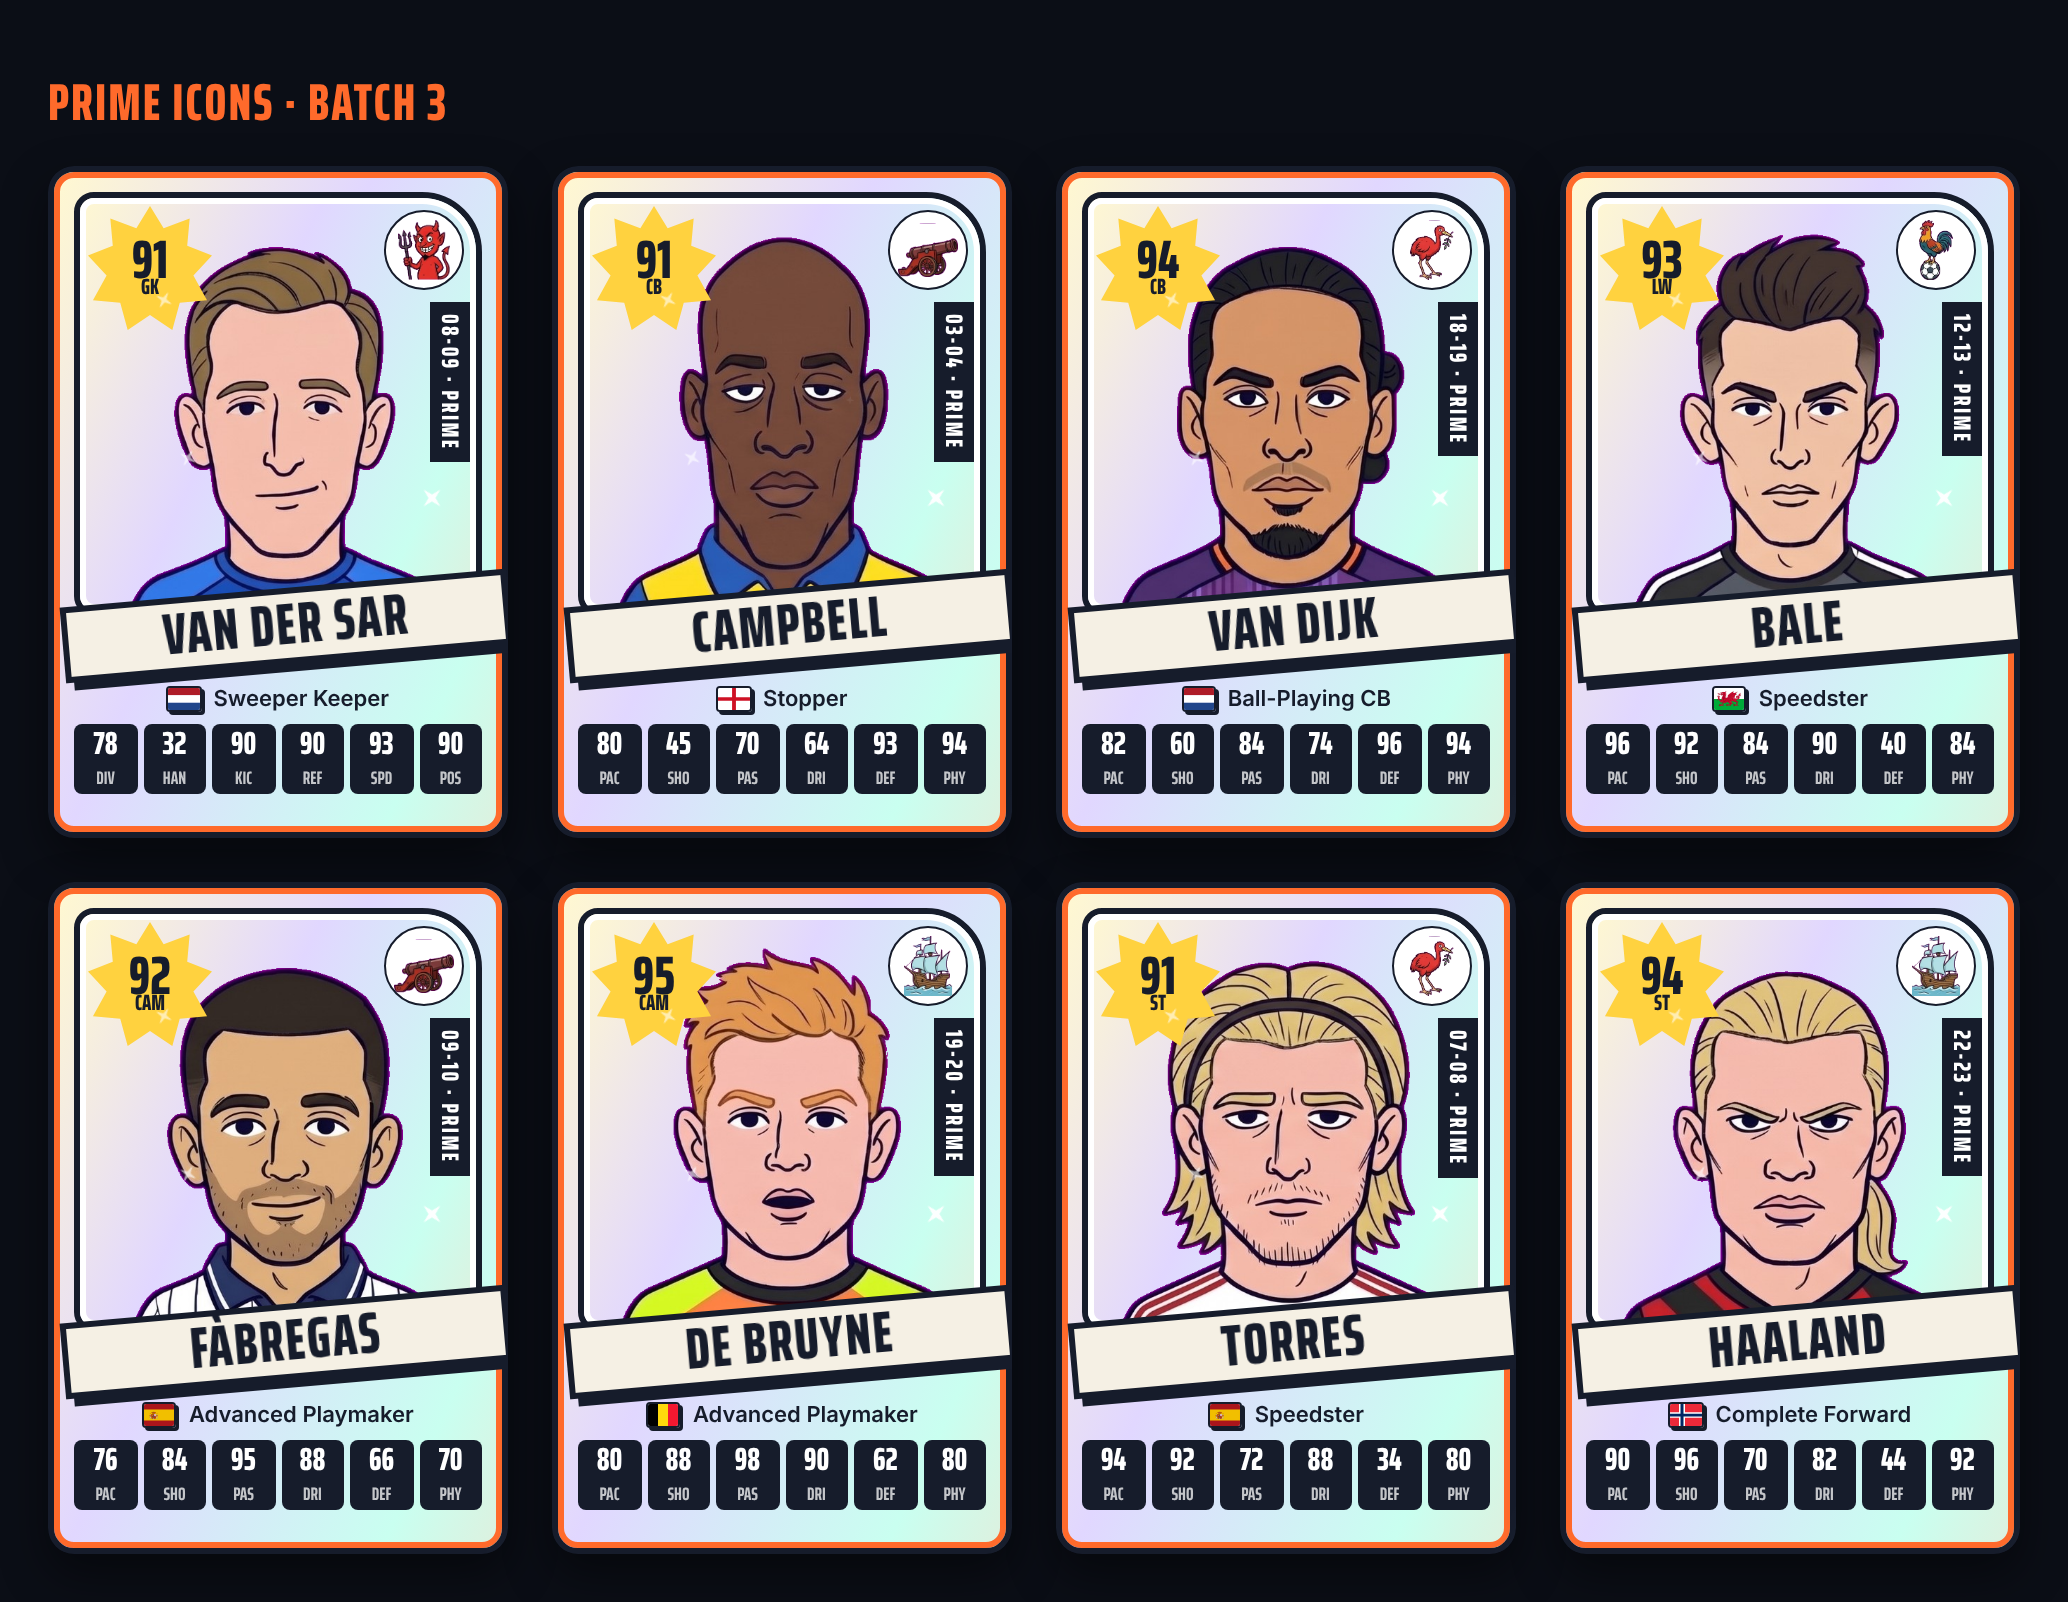 PRIME ICONS - BATCH 3
91
GK
08-09 · PRIME
VAN DER SAR
Sweeper Keeper
78 32 90 90 93 90
DIV HAN KIC REF SPD POS
91
CB
03-04 · PRIME
CAMPBELL
Stopper
80 45 70 64 93 94
PAC SHO PAS DRI DEF PHY
94
CB
18-19 · PRIME
VAN DIJK
Ball-Playing CB
82 60 84 74 96 94
PAC SHO PAS DRI DEF PHY
93
LW
12-13 · PRIME
BALE
Speedster
96 92 84 90 40 84
PAC SHO PAS DRI DEF PHY
92
CAM
09-10 · PRIME
FÀBREGAS
Advanced Playmaker
76 84 95 88 66 70
PAC SHO PAS DRI DEF PHY
95
CAM
19-20 · PRIME
DE BRUYNE
Advanced Playmaker
80 88 98 90 62 80
PAC SHO PAS DRI DEF PHY
91
ST
07-08 · PRIME
TORRES
Speedster
94 92 72 88 34 80
PAC SHO PAS DRI DEF PHY
94
ST
22-23 · PRIME
HAALAND
Complete Forward
90 96 70 82 44 92
PAC SHO PAS DRI DEF PHY